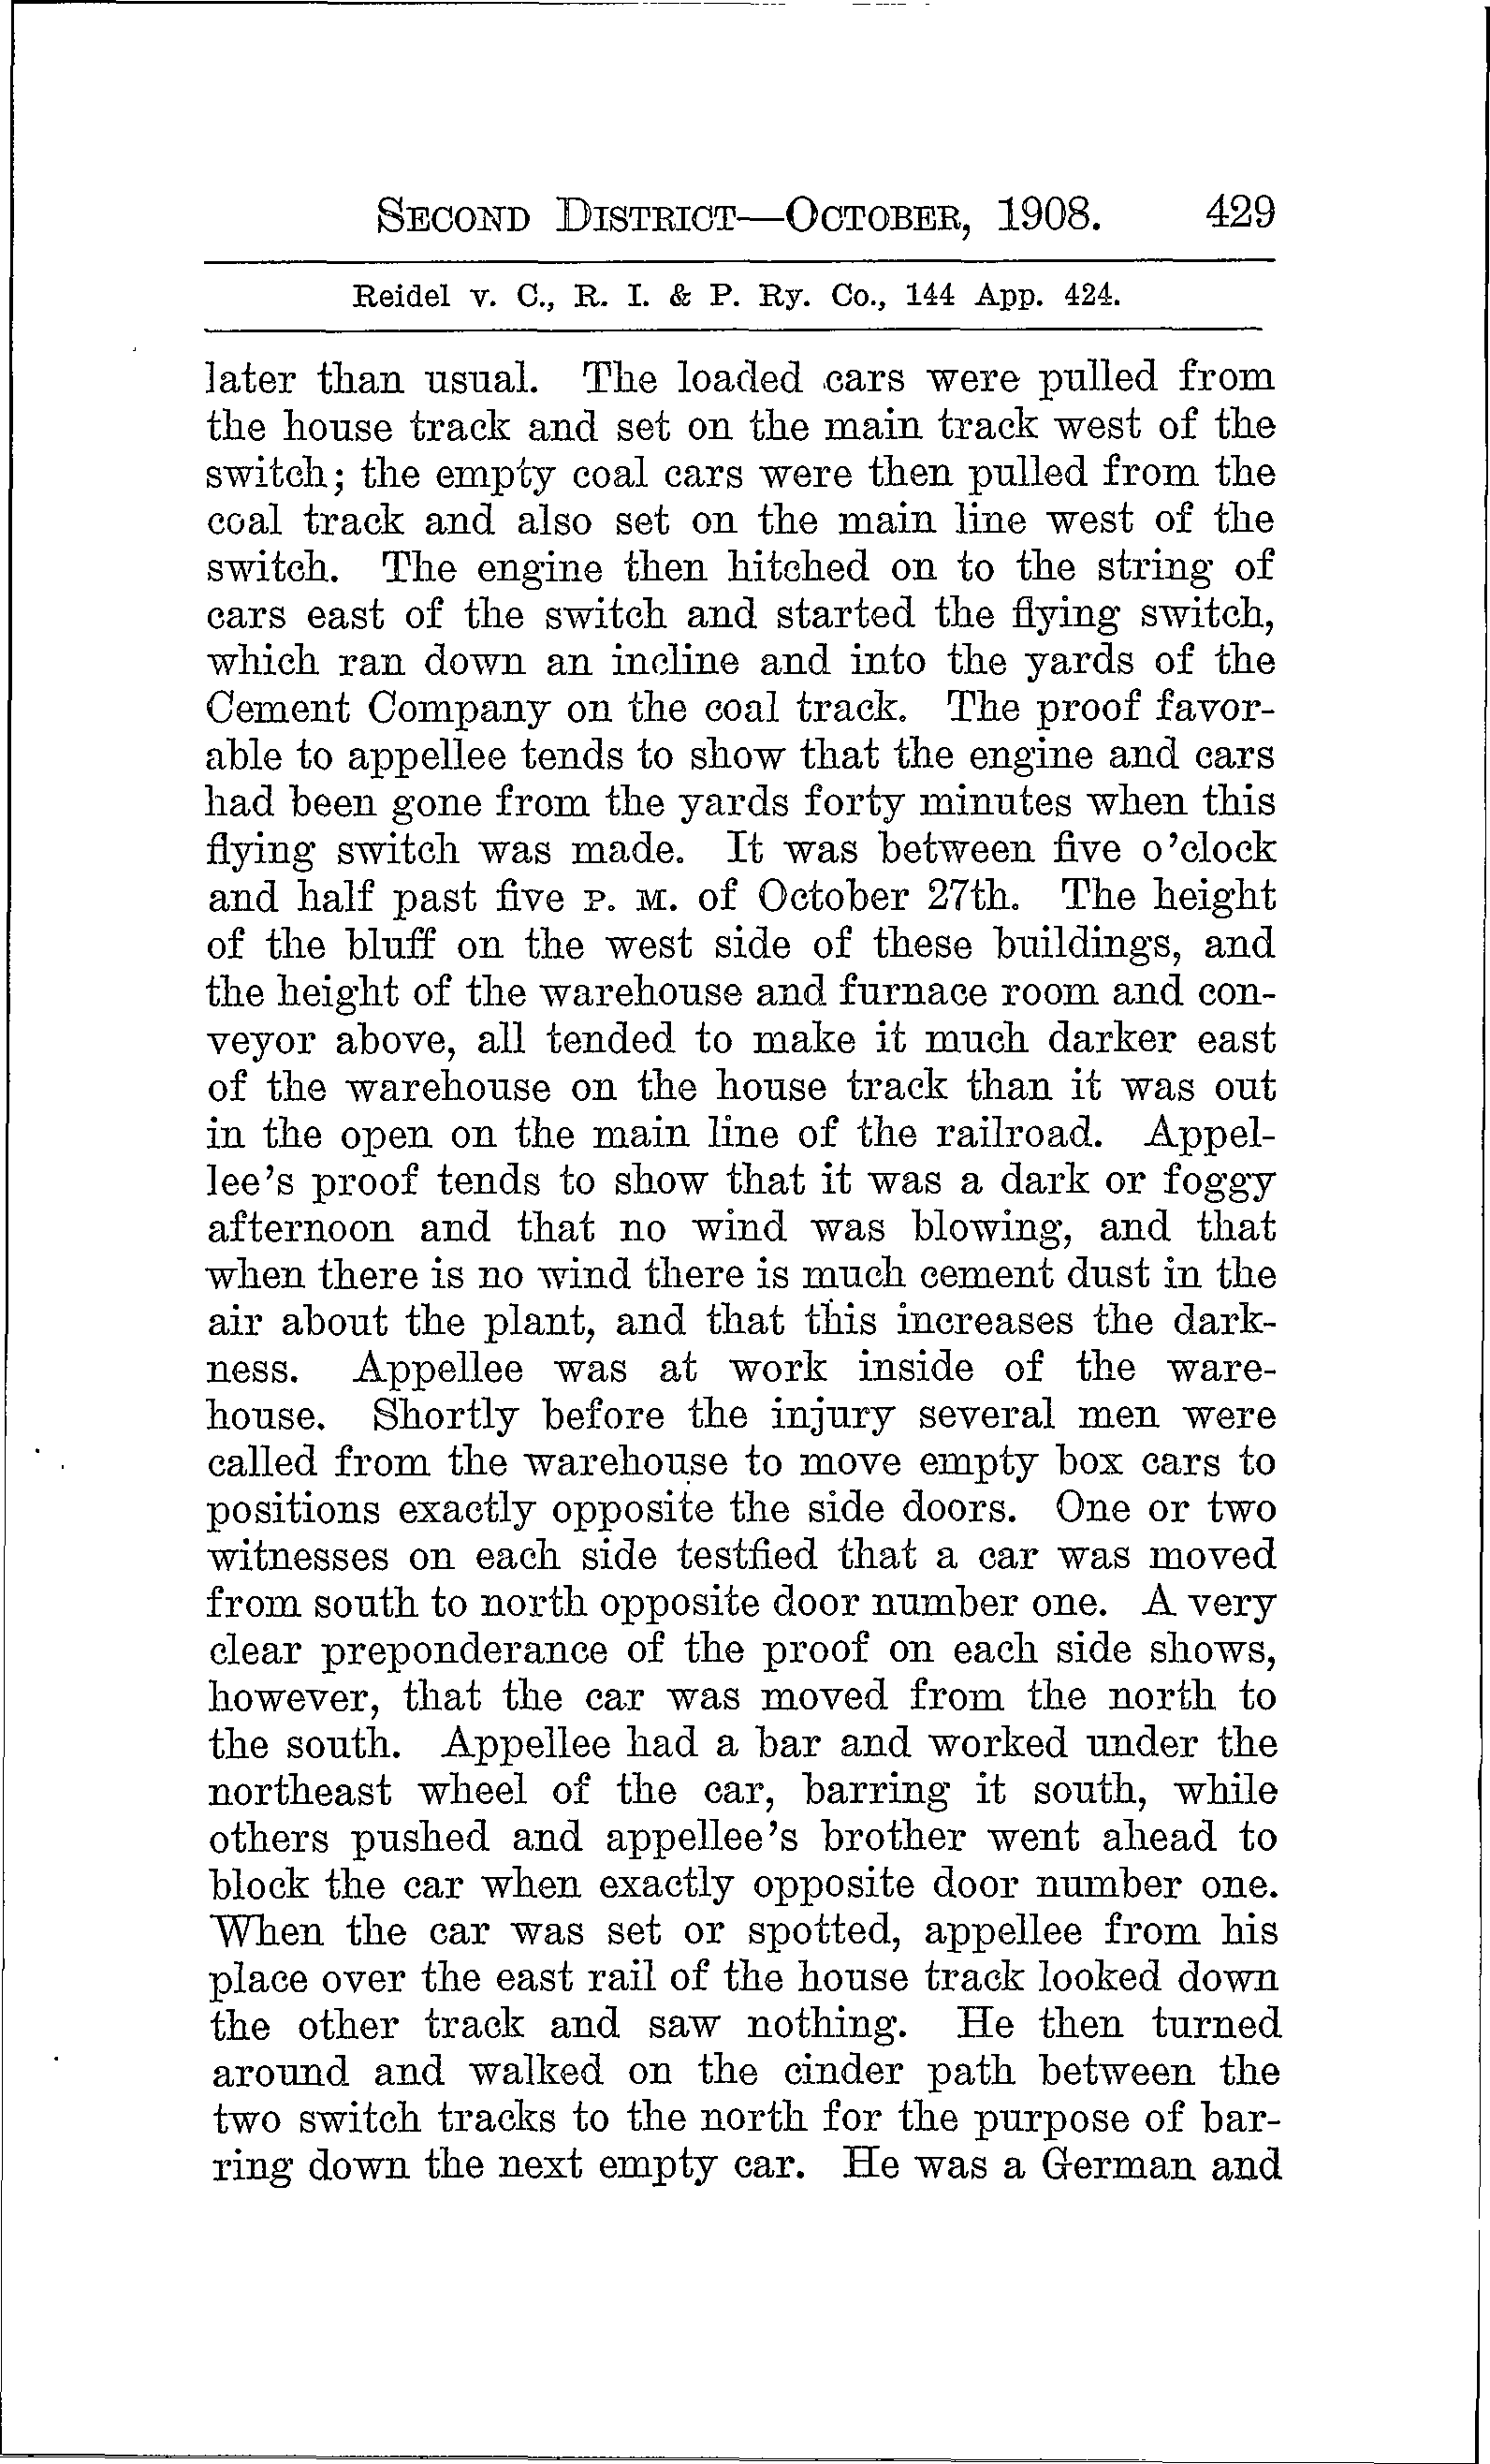 SECOND DISTRICT—OCTOBER, 1908. 429
Reidel v. C., R. I. & P. Ry. Co., 144 App. 424.
later than usual. The loaded cars were pulled from
the house track and set on the main track west of the
switch; the empty coal cars were then pulled from the
coal track and also set on the main line west of the
switch. The engine then hitched on to the string of
cars east of the switch and started the flying switch,
which ran down an incline and into the yards of the
Cement Company on the coal track. The proof favor-
able to appellee tends to show that the engine and cars
had been gone from the yards forty minutes when this
flying switch was made. It was between five o'clock
and half past five P. M. of October 27th. The height
of the bluff on the west side of these buildings, and
the height of the warehouse and furnace room and con-
veyor above, all tended to make it much darker east
of the warehouse on the house track than it was out
in the open on the main line of the railroad. Appel-
lee's proof tends to show that it was a dark or foggy
afternoon and that no wind was blowing, and that
when there is no wind there is much cement dust in the
air about the plant, and that this increases the dark-
ness. Appellee was at work inside of the ware-
house. Shortly before the injury several men were
called from the warehouse to move empty box cars to
positions exactly opposite the side doors. One or two
witnesses on each side testfied that a car was moved
from south to north opposite door number one. A very
clear preponderance of the proof on each side shows,
however, that the car was moved from the north to
the south. Appellee had a bar and worked under the
northeast wheel of the car, barring it south, while
others pushed and appellee's brother went ahead to
block the car when exactly opposite door number one.
When the car was set or spotted, appellee from his
place over the east rail of the house track looked down
the other track and saw nothing. He then turned
around and walked on the cinder path between the
two switch tracks to the north for the purpose of bar-
ring down the next empty car. He was a German and